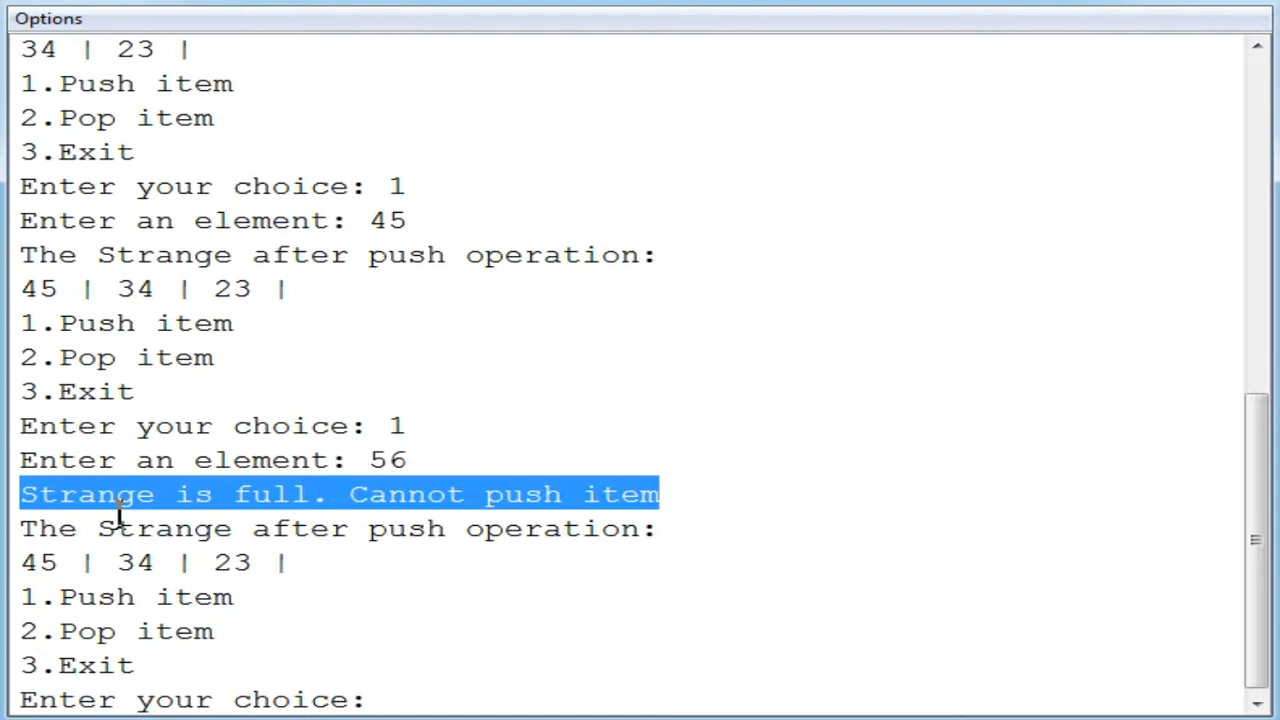 Options
34 | 23 |
1.Push item
2.Pop item
3.Exit
Enter your choice: 1
Enter an element: 45
The Strange after push operation:
45 | 34 | 23 |
1.Push item
2.Pop item
3.Exit
Enter your choice: 1
Enter an element: 56
Strange is full. Cannot push item
The Strange after push operation:
45 | 34 | 23 |
1.Push item
2.Pop item
3.Exit
Enter your choice: